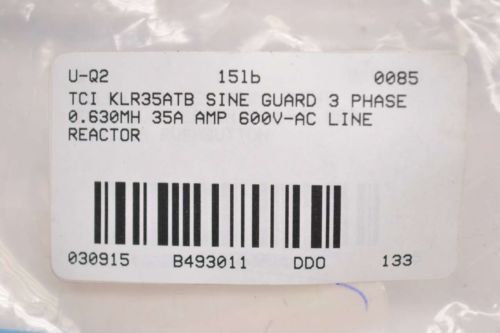 U-Q2 15lb 0085
TCI KLR35ATB SINE GUARD 3 PHASE
0.630MH 35A AMP 600V-AC LINE
REACTOR
030915 B493011 DDO 133